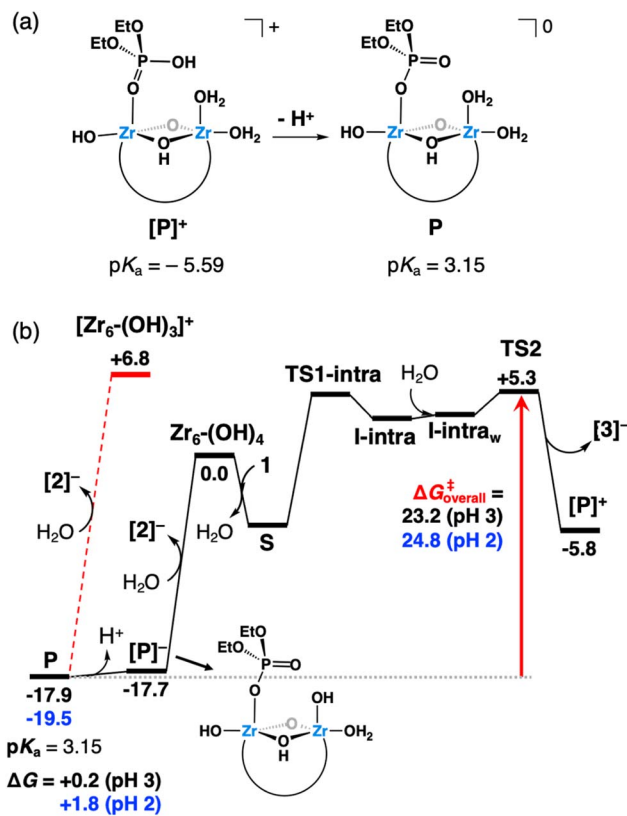 (a)
EtO
EtO
P
OH
O
+
OH₂
HO
Zr
O
Zr
OH₂
O
H
[P]⁺
pKₐ = – 5.59
- H⁺
EtO
EtO
P
O
O
0
OH₂
HO
Zr
O
Zr
OH₂
O
H
P
pKₐ = 3.15
(b)
[Zr₆-(OH)₃]⁺
+6.8
[2]⁻
H₂O
Zr₆-(OH)₄
0.0
[2]⁻
H₂O
1
H₂O
S
TS1-intra
I-intra
H₂O
I-intra_w
TS2
+5.3
[3]⁻
[P]⁺
-5.8
ΔG‡overall =
23.2 (pH 3)
24.8 (pH 2)
P
-17.9
-19.5
H⁺
[P]⁻
-17.7
pKₐ = 3.15
ΔG = +0.2 (pH 3)
+1.8 (pH 2)
EtO
EtO
P
O
O
OH
HO
Zr
O
Zr
OH₂
O
H